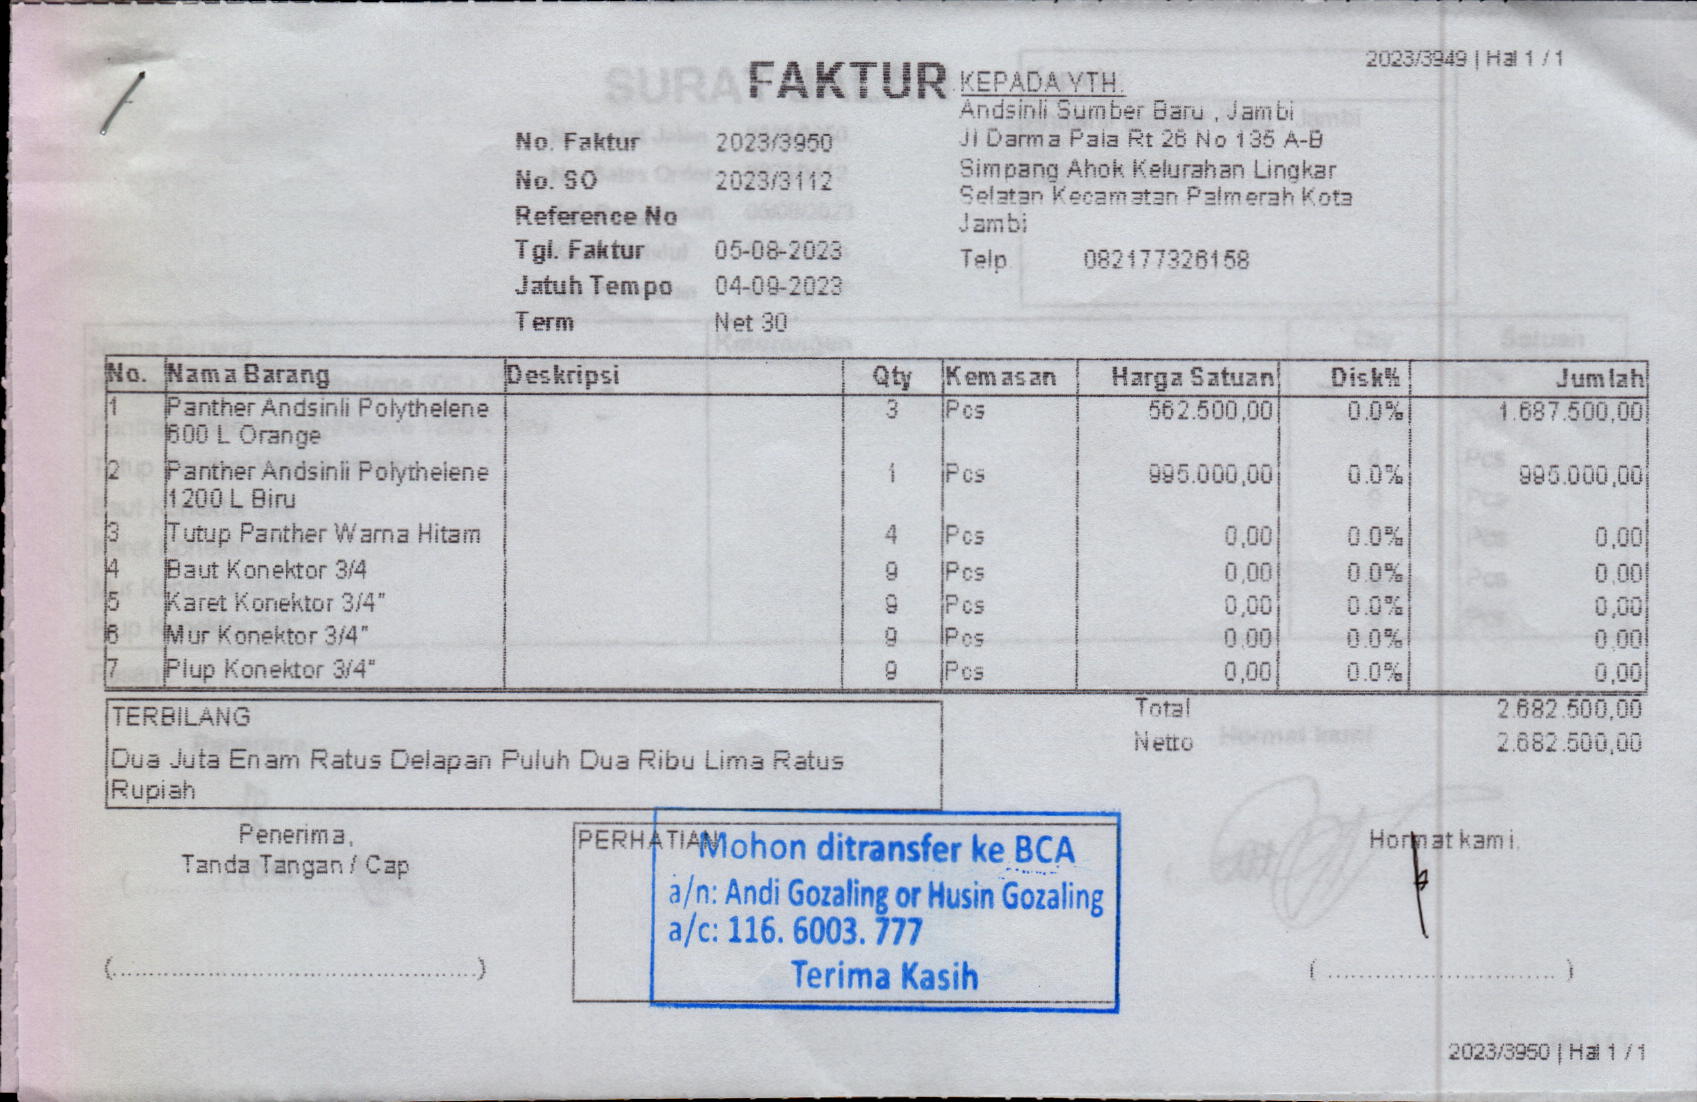 2023/3949 | Hal 1 / 1
FAKTUR
KEPADA YTH.
Andsinli Sumber Baru , Jambi
Jl Darma Pala Rt 26 No 135 A-B
Simpang Ahok Kelurahan Lingkar
Selatan Kecamatan Palmerah Kota
Jambi
Telp 082177326158
No. Faktur 2023/3950
No. SO 2023/3112
Reference No
Tgl. Faktur 05-08-2023
Jatuh Tempo 04-09-2023
Term Net 30
No. Nama Barang Deskripsi Qty Kemasan Harga Satuan Disk% Jumlah
1 Panther Andsinli Polythelene 3 Pcs 562.500,00 0.0% 1.687.500,00
600 L Orange
2 Panther Andsinli Polythelene 1 Pcs 995.000,00 0.0% 995.000,00
1200 L Biru
3 Tutup Panther Warna Hitam 4 Pcs 0,00 0.0% 0,00
4 Baut Konektor 3/4 9 Pcs 0,00 0.0% 0,00
5 Karet Konektor 3/4" 9 Pcs 0,00 0.0% 0,00
6 Mur Konektor 3/4" 9 Pcs 0,00 0.0% 0,00
7 Plup Konektor 3/4" 9 Pcs 0,00 0.0% 0,00
Total 2.682.500,00
Netto 2.682.500,00
TERBILANG
Dua Juta Enam Ratus Delapan Puluh Dua Ribu Lima Ratus
Rupiah
Penerima,
Tanda Tangan / Cap
PERHATIAN
Mohon ditransfer ke BCA
a/n: Andi Gozaling or Husin Gozaling
a/c: 116. 6003. 777
Terima Kasih
Hormat kami,
2023/3950 | Hal 1 / 1